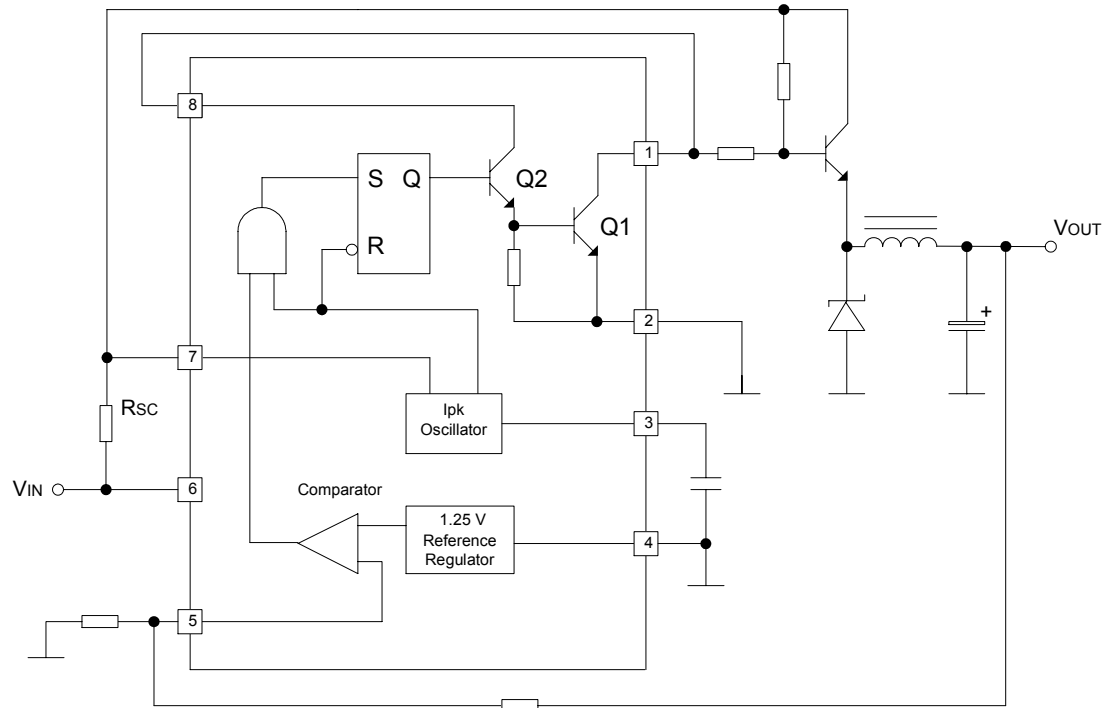 8
1
S Q
Q2
R
Q1
VOUT
+
2
7
RSC
Ipk
Oscillator
3
VIN
6
Comparator
1.25 V
Reference
Regulator
4
5